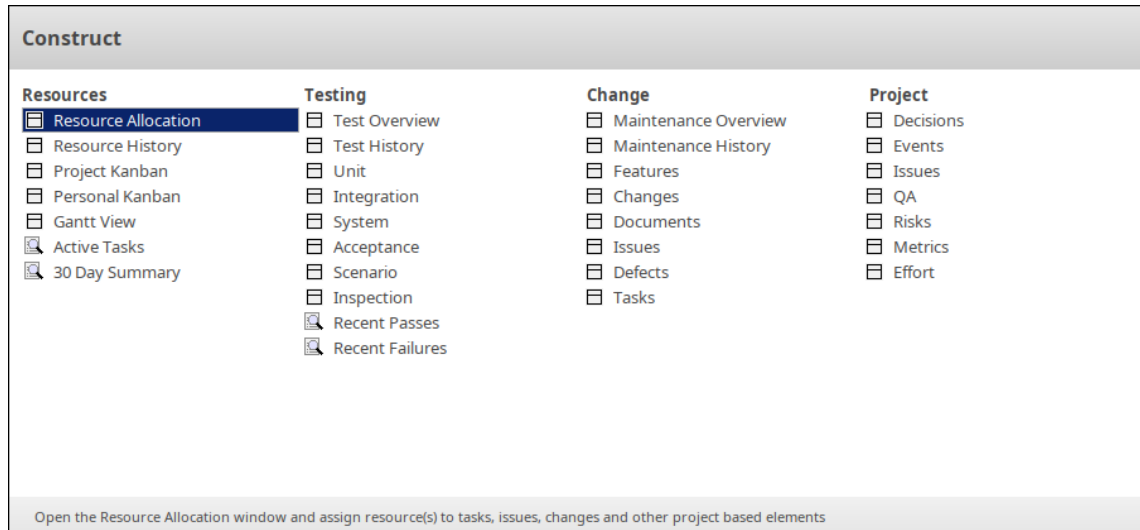 Construct
Resources
Resource Allocation
Resource History
Project Kanban
Personal Kanban
Gantt View
Active Tasks
30 Day Summary
Testing
Test Overview
Test History
Unit
Integration
System
Acceptance
Scenario
Inspection
Recent Passes
Recent Failures
Change
Maintenance Overview
Maintenance History
Features
Changes
Documents
Issues
Defects
Tasks
Project
Decisions
Events
Issues
QA
Risks
Metrics
Effort
Open the Resource Allocation window and assign resource(s) to tasks, issues, changes and other project based elements